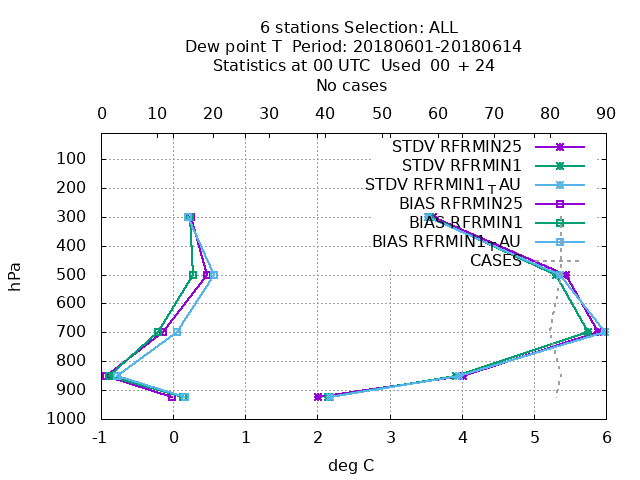 6 stations Selection: ALL
Dew point T  Period: 20180601-20180614
Statistics at 00 UTC  Used  00 + 24
No cases
0 10 20 30 40 50 60 70 80 90
STDV RFRMIN25
STDV RFRMIN1
STDV RFRMIN1_TAU
BIAS RFRMIN25
BIAS RFRMIN1
BIAS RFRMIN1_TAU
CASES
100
200
300
400
500
600
700
800
900
1000
hPa
-1 0 1 2 3 4 5 6
deg C